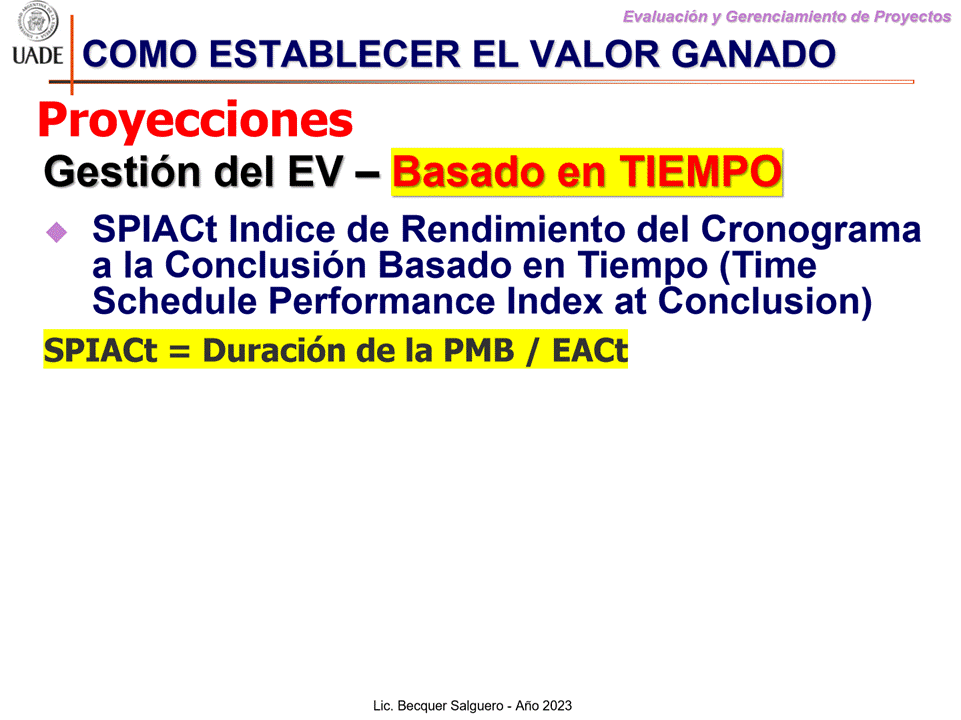 Evaluación y Gerenciamiento de Proyectos
UADE
COMO ESTABLECER EL VALOR GANADO
Proyecciones
Gestión del EV – Basado en TIEMPO
SPIACt Indice de Rendimiento del Cronograma
a la Conclusión Basado en Tiempo (Time
Schedule Performance Index at Conclusion)
SPIACt = Duración de la PMB / EACt
Lic. Becquer Salguero - Año 2023